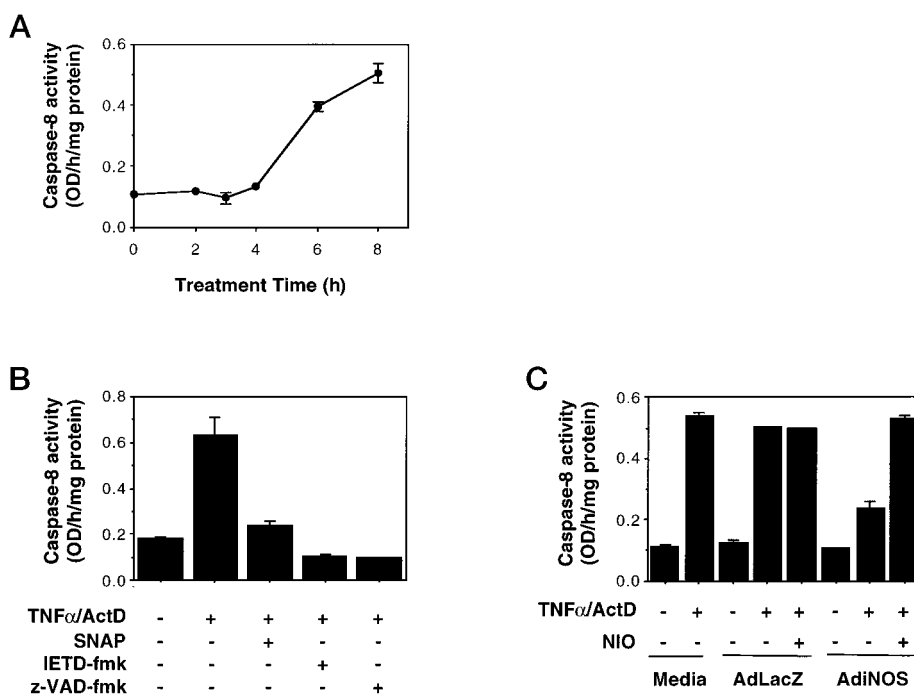 A
Caspase-8 activity
(OD/h/mg protein)
0.6
0.4
0.2
0.0
0 2 4 6 8
Treatment Time (h)
B
Caspase-8 activity
(OD/h/mg protein)
0.8
0.6
0.4
0.2
0.0
TNFα/ActD - + + + +
SNAP - - + - -
IETD-fmk - - - + -
z-VAD-fmk - - - - +
C
Caspase-8 activity
(OD/h/mg protein)
0.6
0.4
0.2
0.0
TNFα/ActD - + - + + - + +
NIO - - - - + - - +
Media AdLacZ AdiNOS